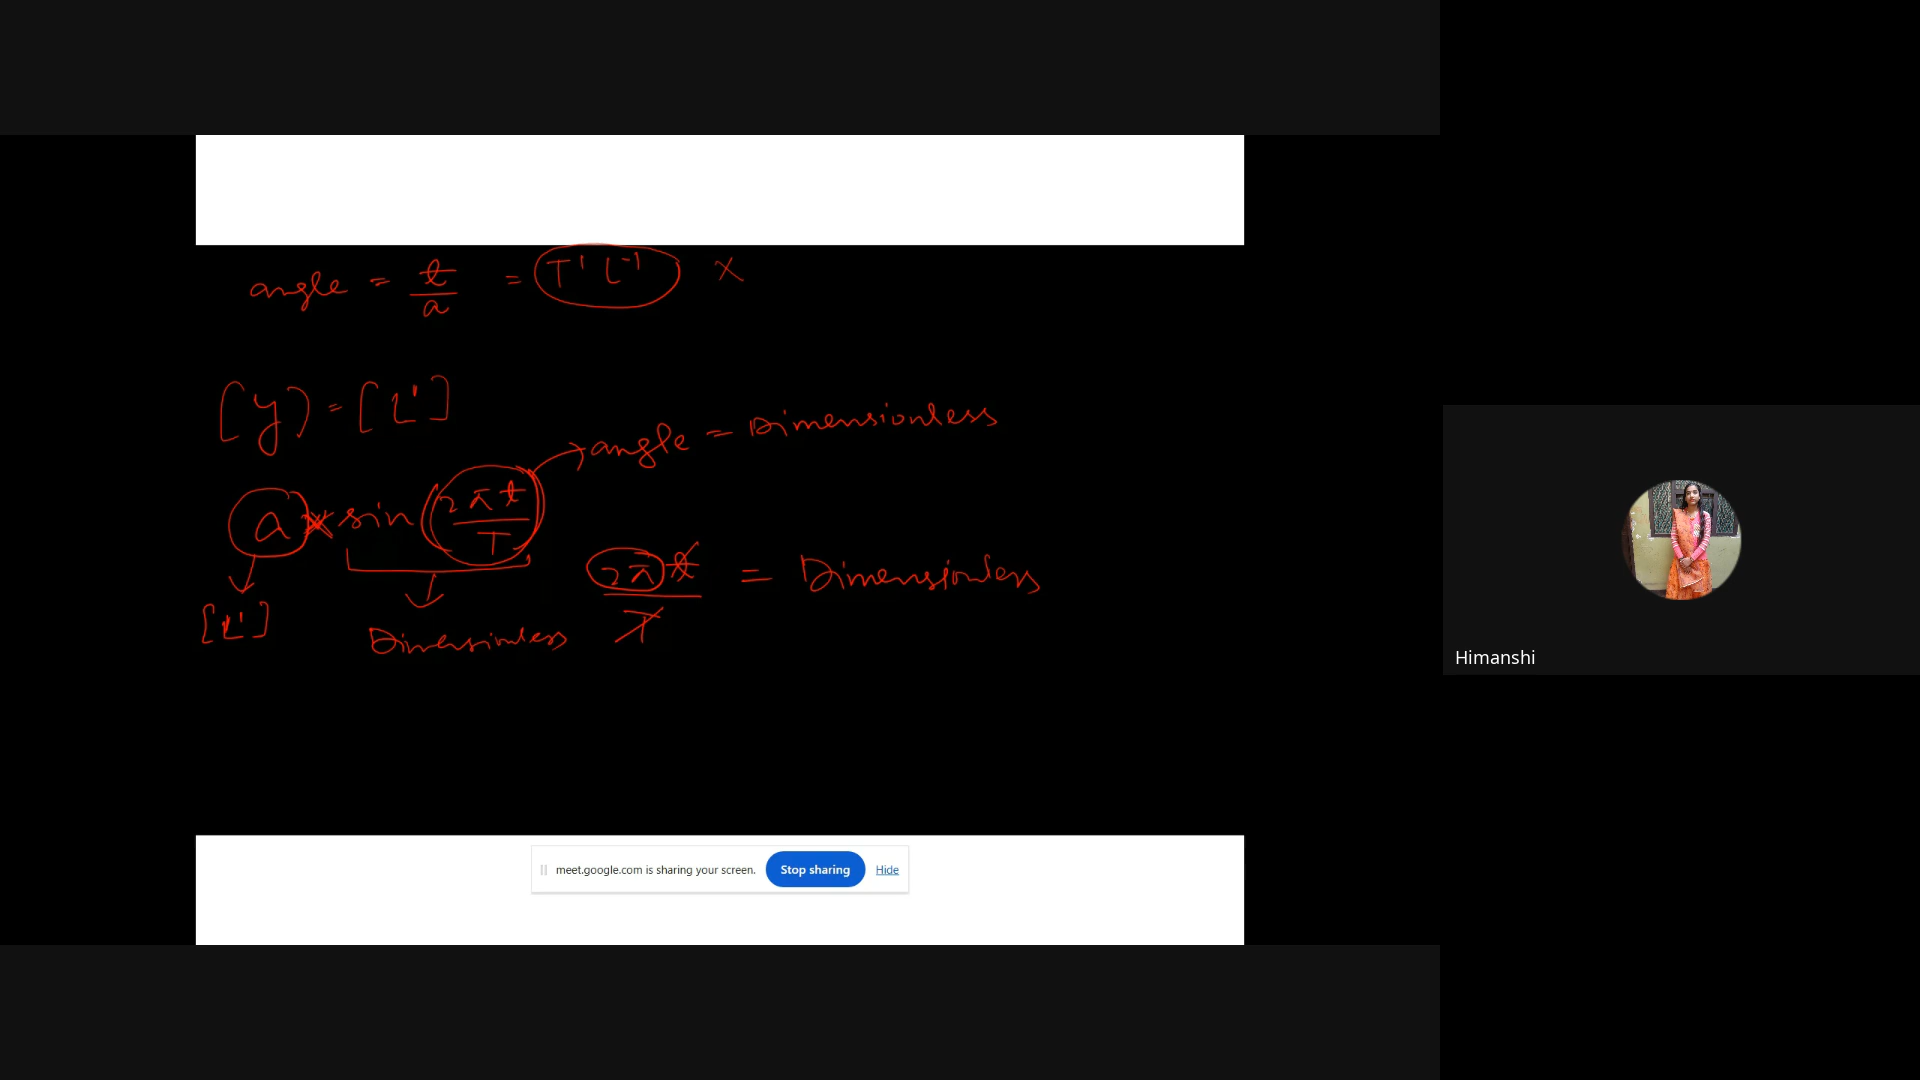 angle = t/a = T¹ L⁻¹ ×
[y] = [L¹]
→ angle = Dimensionless
a × sin (2πt/T)
2πt/T = Dimensionless
[L¹]
Dimensionless
Himanshi
meet.google.com is sharing your screen. Stop sharing Hide